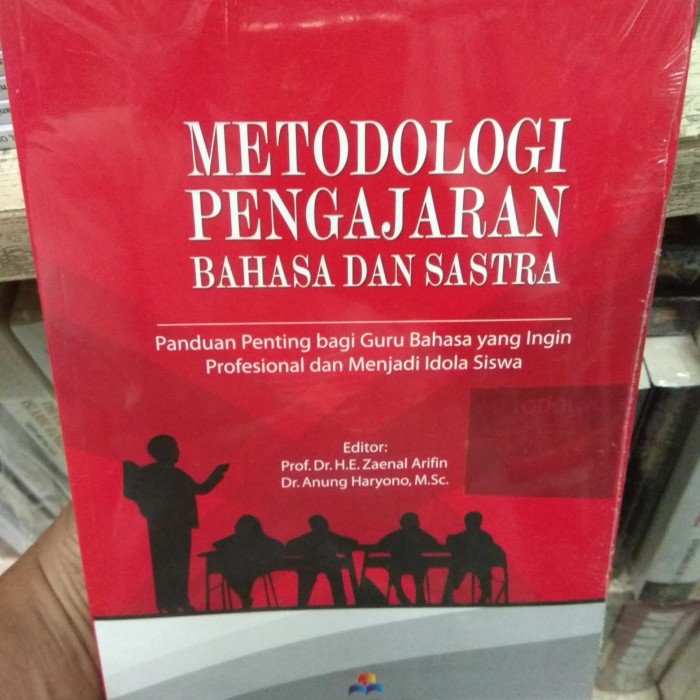 METODOLOGI
PENGAJARAN
BAHASA DAN SASTRA
Panduan Penting bagi Guru Bahasa yang Ingin
Profesional dan Menjadi Idola Siswa
Editor:
Prof. Dr. H.E. Zaenal Arifin
Dr. Anung Haryono, M.Sc.